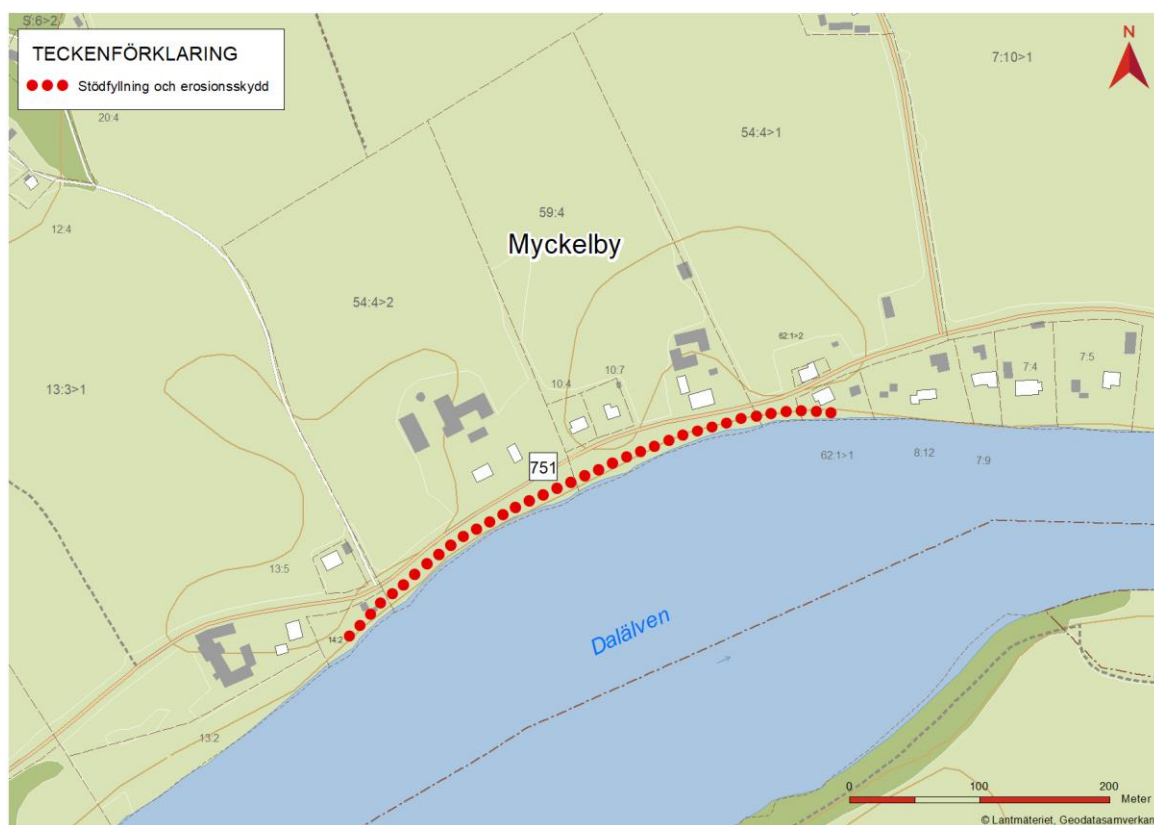 S:6>2
TECKENFÖRKLARING
Stödfyllning och erosionsskydd
N
7:10>1
20:4
54:4>1
59:4
12:4
Myckelby
54:4>2
62:1>2
13:3>1
10:7
10:4
7:4
7:5
751
62:1>1
8:12
7:9
13:5
14:2
Dalälven
13:2
0 100 200
Meter
© Lantmäteriet, Geodatasamverkan